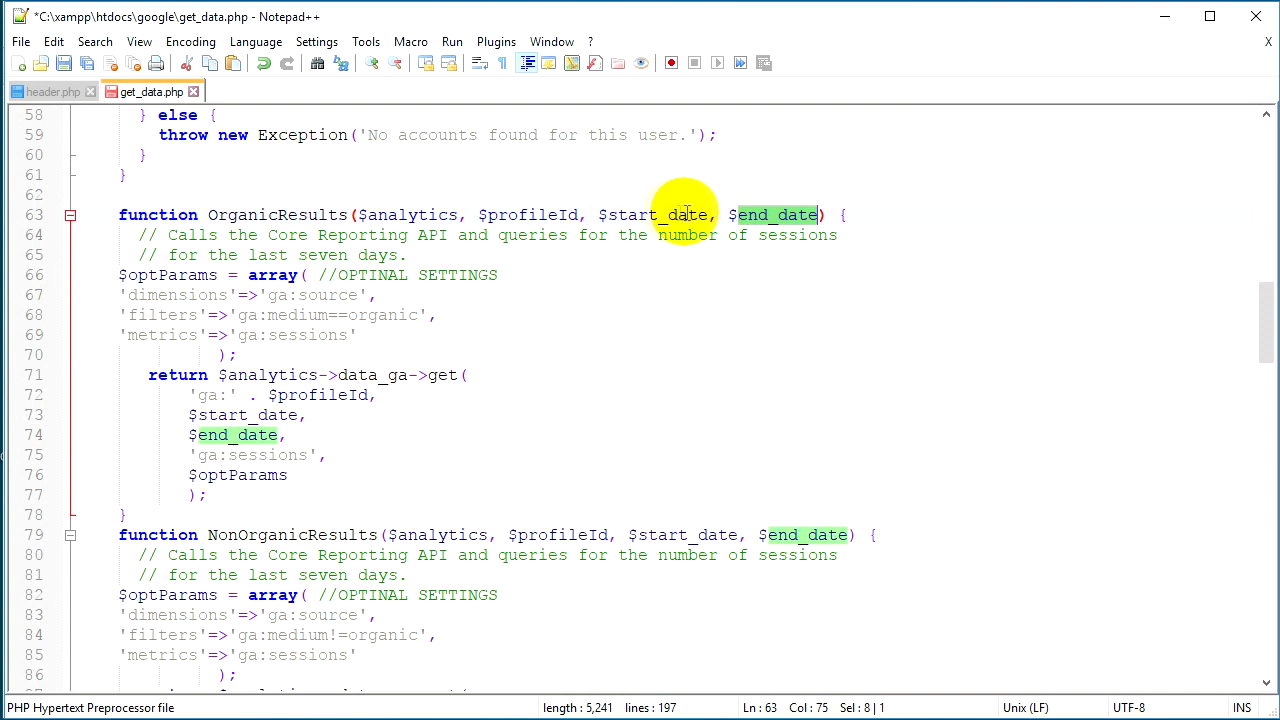 *C:\xampp\htdocs\google\get_data.php - Notepad++
File Edit Search View Encoding Language Settings Tools Macro Run Plugins Window ? X
header.php get_data.php
58 } else {
59 throw new Exception('No accounts found for this user.');
60 }
61 }
62
63 function OrganicResults($analytics, $profileId, $start_date, $end_date) {
64 // Calls the Core Reporting API and queries for the number of sessions
65 // for the last seven days.
66 $optParams = array( //OPTINAL SETTINGS
67 'dimensions'=>'ga:source',
68 'filters'=>'ga:medium==organic',
69 'metrics'=>'ga:sessions'
70 );
71 return $analytics->data_ga->get(
72 'ga:' . $profileId,
73 $start_date,
74 $end_date,
75 'ga:sessions',
76 $optParams
77 );
78 }
79 function NonOrganicResults($analytics, $profileId, $start_date, $end_date) {
80 // Calls the Core Reporting API and queries for the number of sessions
81 // for the last seven days.
82 $optParams = array( //OPTINAL SETTINGS
83 'dimensions'=>'ga:source',
84 'filters'=>'ga:medium!=organic',
85 'metrics'=>'ga:sessions'
86 );
PHP Hypertext Preprocessor file length : 5,241 lines : 197 Ln : 63 Col : 75 Sel : 8 | 1 Unix (LF) UTF-8 INS